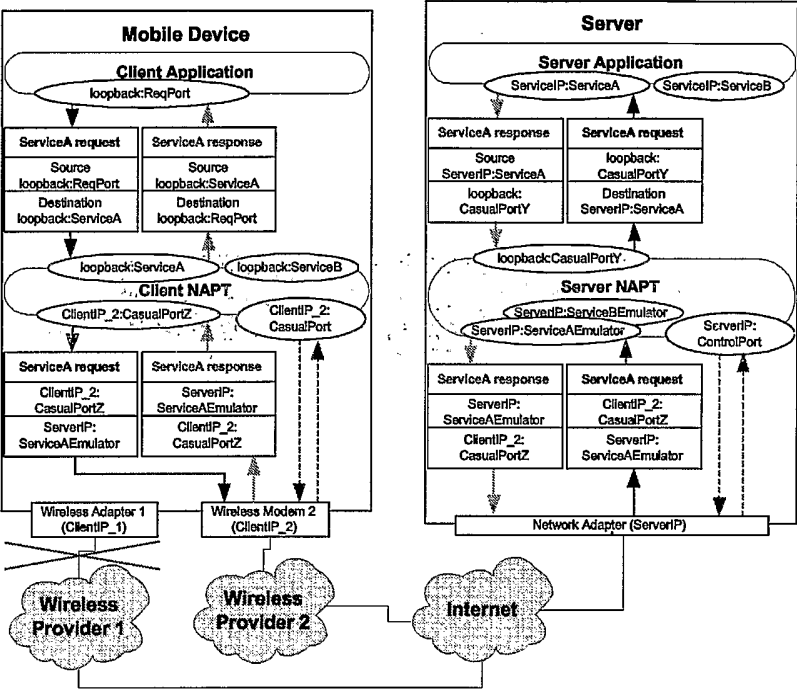 Mobile Device
Client Application
loopback:ReqPort
ServiceA request
Source
loopback:ReqPort
Destination
loopback:ServiceA
ServiceA response
Source
loopback:ServiceA
Destination
loopback:ReqPort
loopback:ServiceA
loopback:ServiceB
Client NAPT
ClientIP_2:CasualPortZ
ClientIP_2:
CasualPort
ServiceA request
ClientIP_2:
CasualPortZ
ServerIP:
ServiceAEmulator
ServiceA response
ServerIP:
ServiceAEmulator
ClientIP_2:
CasualPortZ
Wireless Adapter 1
(ClientIP_1)
Wireless Modem 2
(ClientIP_2)
Wireless
Provider 1
Wireless
Provider 2
Internet
Server
Server Application
ServiceIP:ServiceA
ServiceIP:ServiceB
ServiceA response
Source
ServerIP:ServiceA
loopback:
CasualPortY
ServiceA request
loopback:
CasualPortY
Destination
ServerIP:ServiceA
loopback:CasualPortY
Server NAPT
ServerIP:ServiceBEmulator
ServerIP:ServiceAEmulator
ServerIP:
ControlPort
ServiceA response
ServerIP:
ServiceAEmulator
ClientIP_2:
CasualPortZ
ServiceA request
ClientIP_2:
CasualPortZ
ServerIP:
ServiceAEmulator
Network Adapter (ServerIP)